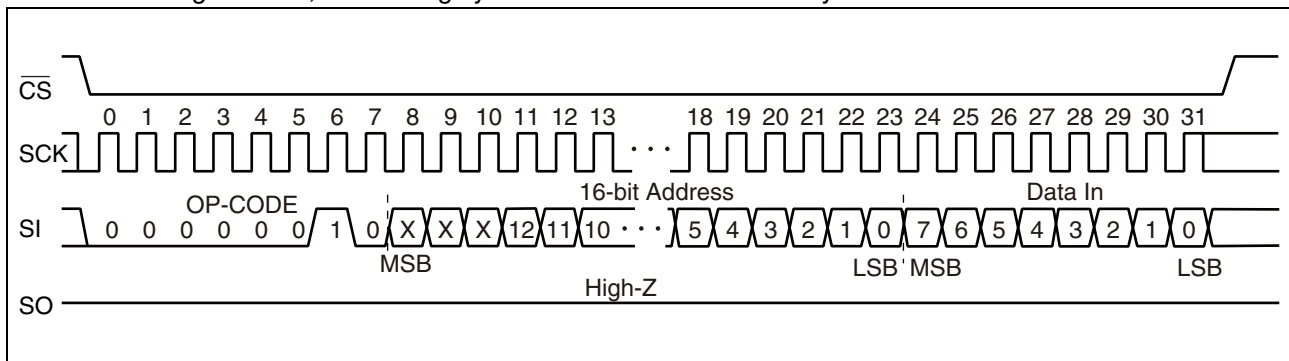 CS
0 1 2 3 4 5 6 7 8 9 10 11 12 13 18 19 20 21 22 23 24 25 26 27 28 29 30 31
SCK ···
OP-CODE 16-bit Address Data In
SI 0 0 0 0 0 0 1 0 X X X 12 11 10 ··· 5 4 3 2 1 0 7 6 5 4 3 2 1 0
MSB LSB MSB LSB
High-Z
SO